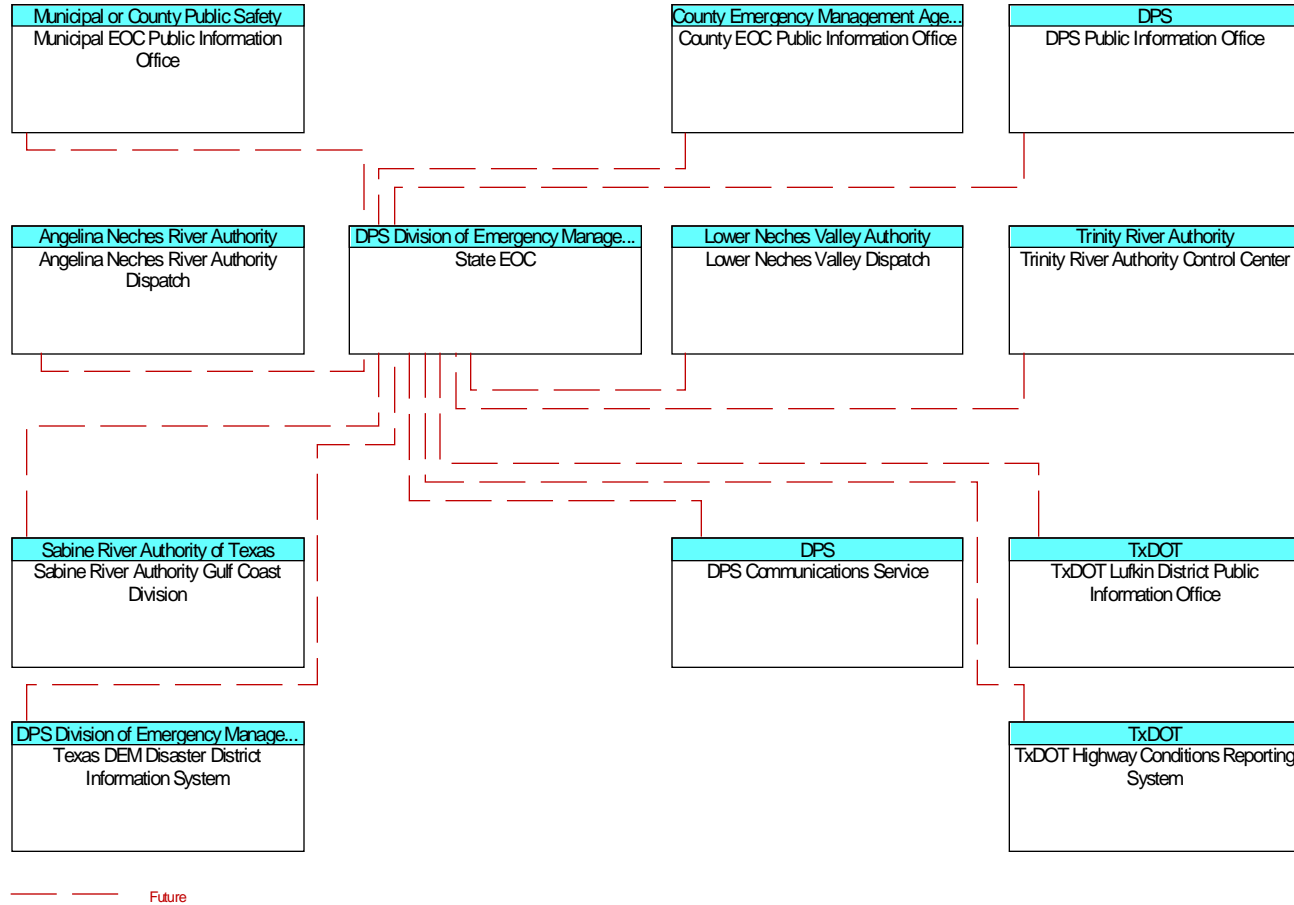 Municipal or County Public Safety
Municipal EOC Public Information
Office
County Emergency Management Age...
County EOC Public Information Office
DPS
DPS Public Information Office
Angelina Neches River Authority
Angelina Neches River Authority
Dispatch
DPS Division of Emergency Manage...
State EOC
Lower Neches Valley Authority
Lower Neches Valley Dispatch
Trinity River Authority
Trinity River Authority Control Center
Sabine River Authority of Texas
Sabine River Authority Gulf Coast
Division
DPS
DPS Communications Service
TxDOT
TxDOT Lufkin District Public
Information Office
DPS Division of Emergency Manage...
Texas DEM Disaster District
Information System
TxDOT
TxDOT Highway Conditions Reporting
System
Future